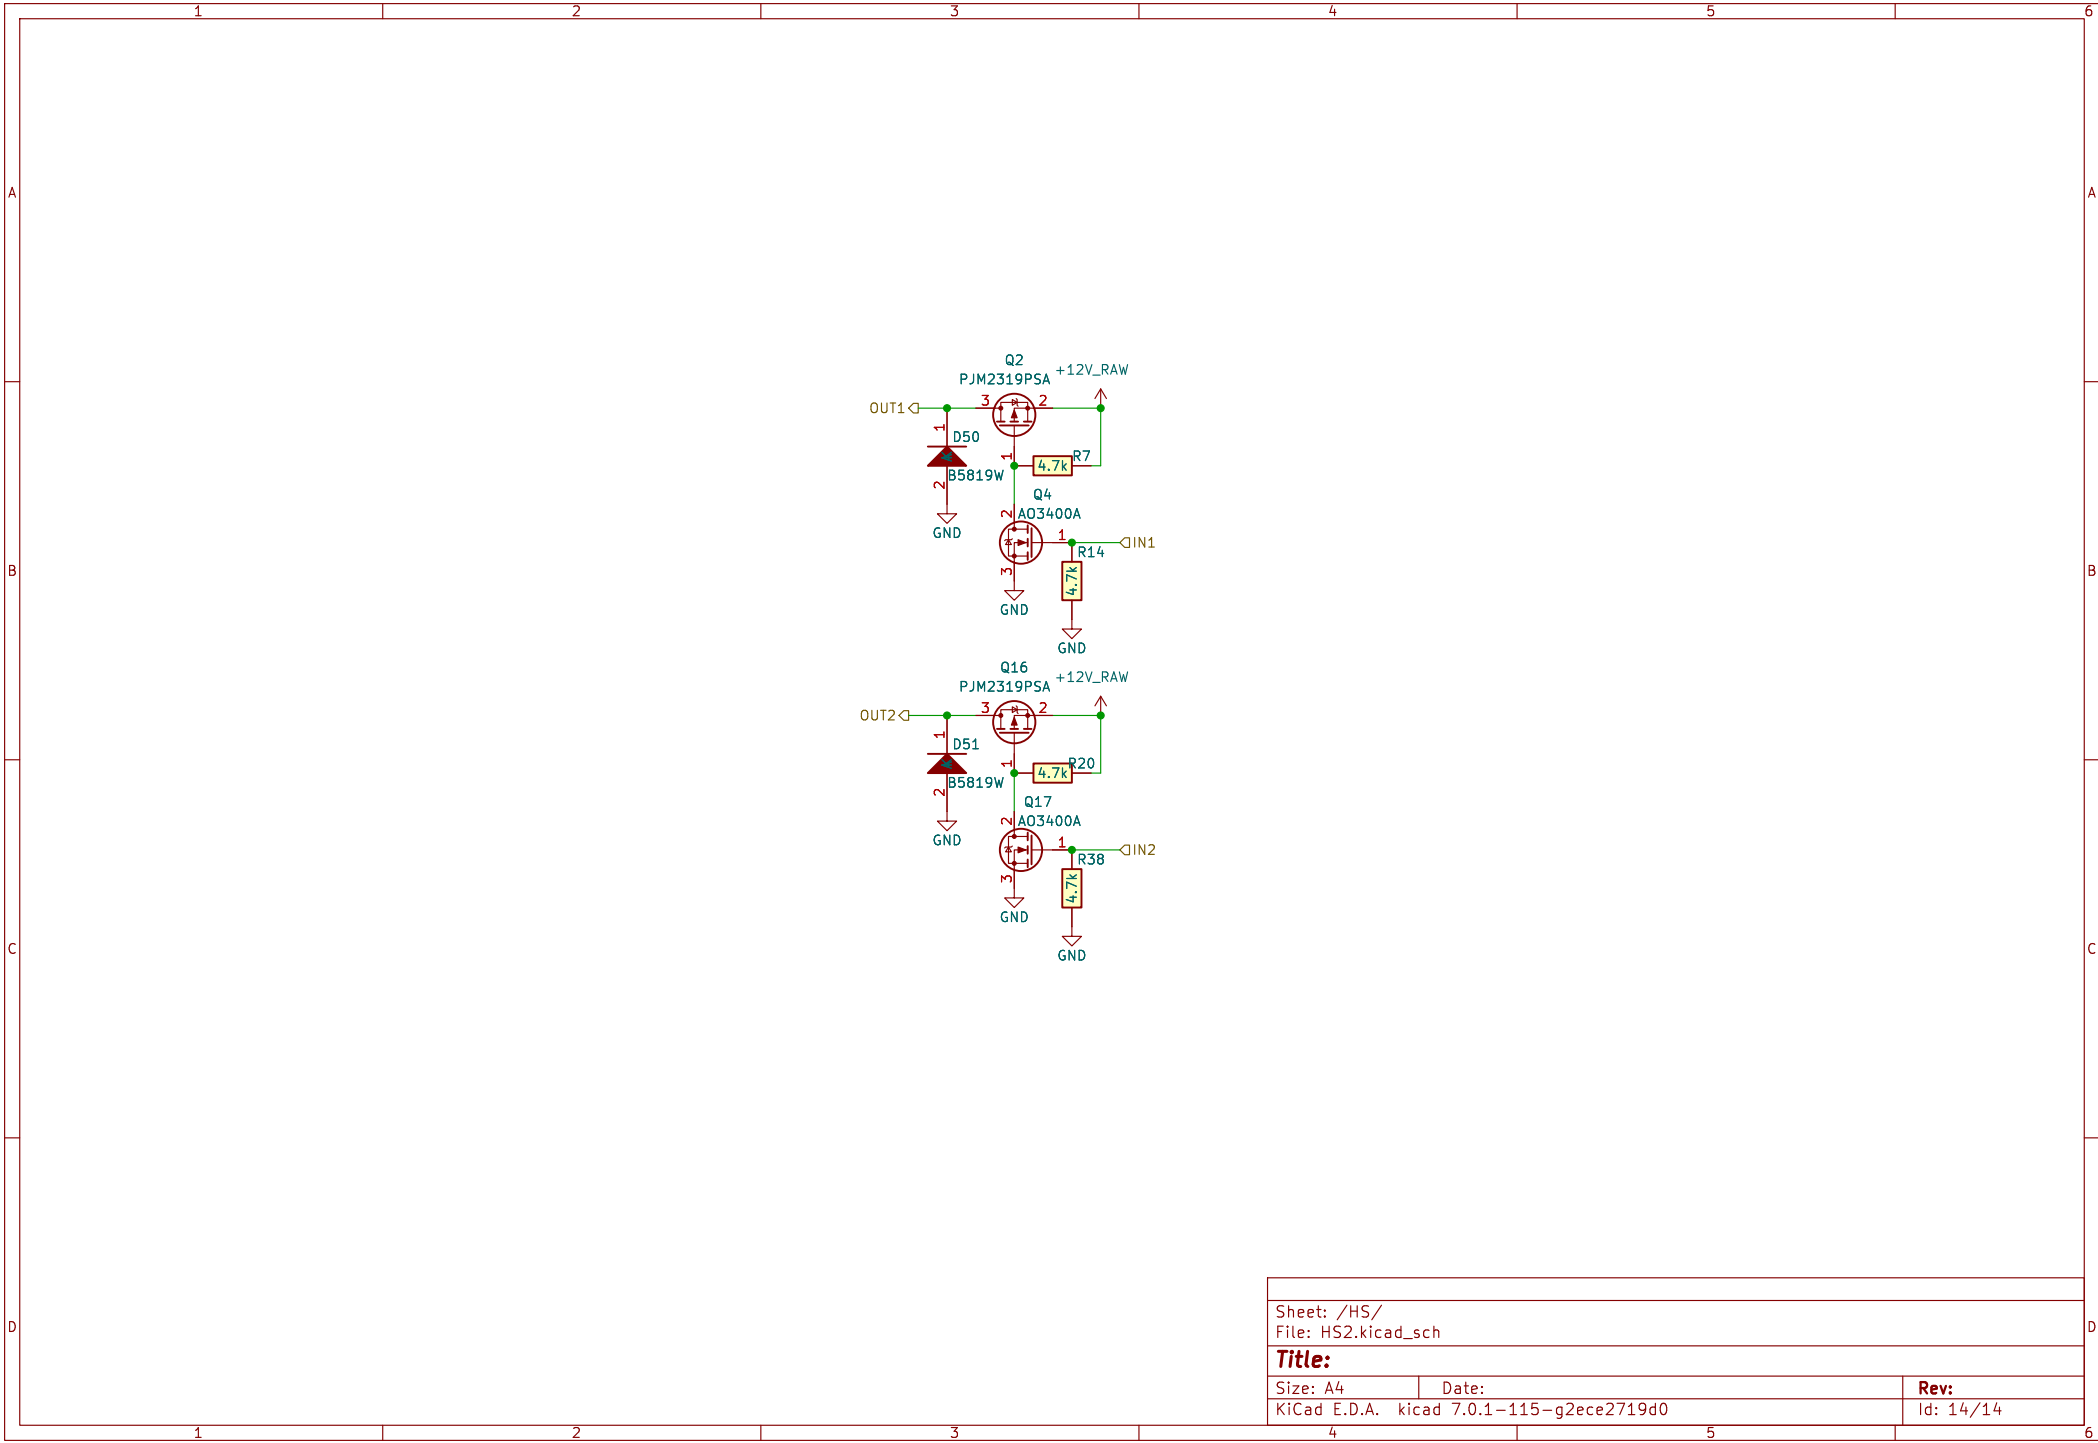 1 2 3 4 5 6
A A
Q2
+12V_RAW
PJM2319PSA
OUT1 3 2
1
D50
1 R7
4.7k
B5819W
2
Q4
2 AO3400A
GND
1 IN1
R14
3 4.7k
GND
GND
B B
Q16
+12V_RAW
PJM2319PSA
OUT2 3 2
1
D51
1 R20
4.7k
B5819W
2
Q17
2 AO3400A
GND
1 IN2
R38
3 4.7k
GND
GND
C C
Sheet: /HS/
File: HS2.kicad_sch
D D
Title:
Size: A4 Date: Rev:
KiCad E.D.A. kicad 7.0.1-115-g2ece2719d0 Id: 14/14
1 2 3 4 5 6